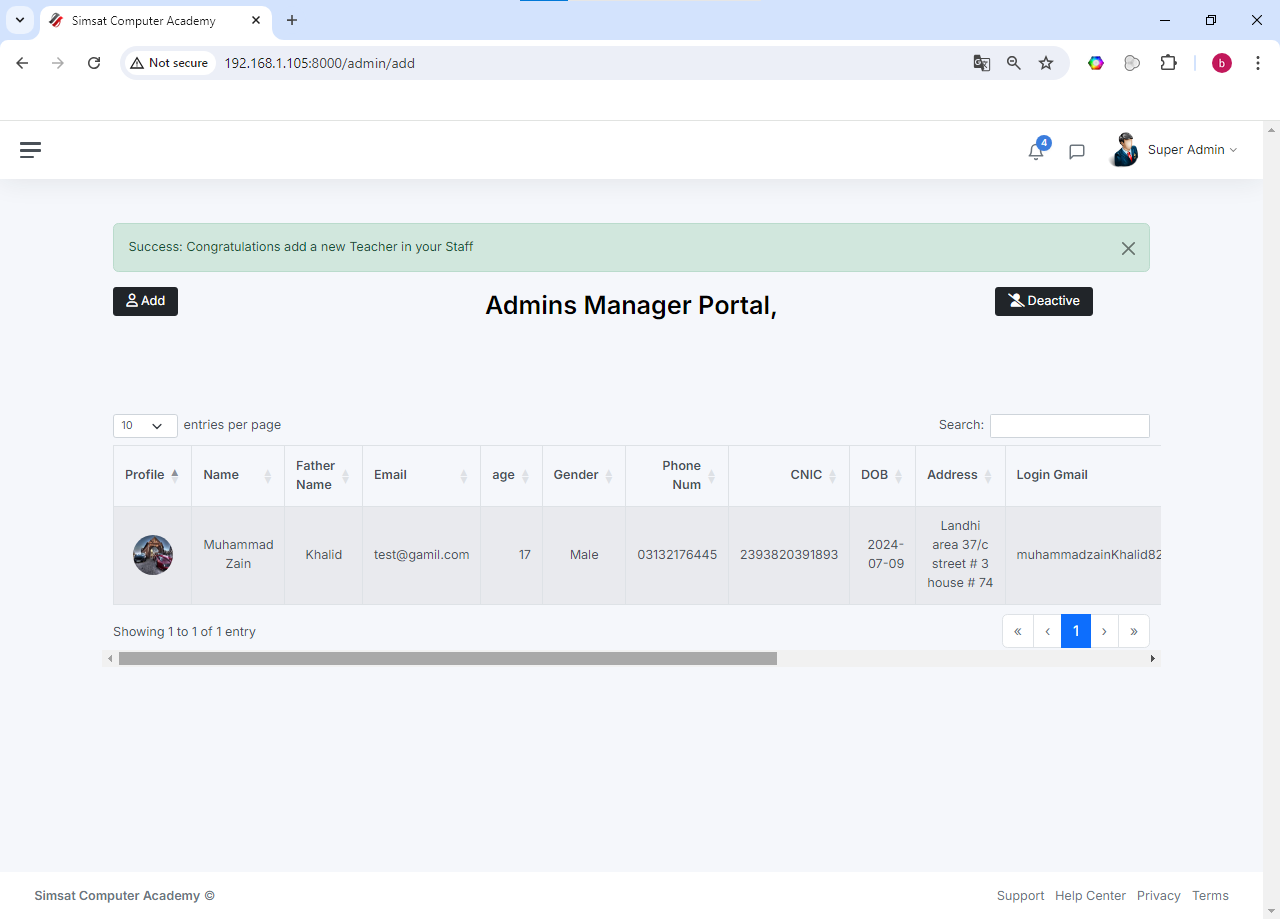 Simsat Computer Academy
Not secure
192.168.1.105:8000/admin/add
b
4
Super Admin
Success: Congratulations add a new Teacher in your Staff
Add
Admins Manager Portal,
Deactive
10 entries per page
Search:
Profile Name Father Name Email age Gender Phone Num CNIC DOB Address Login Gmail
Muhammad Zain Khalid test@gamil.com 17 Male 03132176445 2393820391893 2024-07-09 Landhi area 37/c street # 3 house # 74 muhammadzainKhalid82
Showing 1 to 1 of 1 entry
« ‹ 1 › »
Simsat Computer Academy ©
Support Help Center Privacy Terms